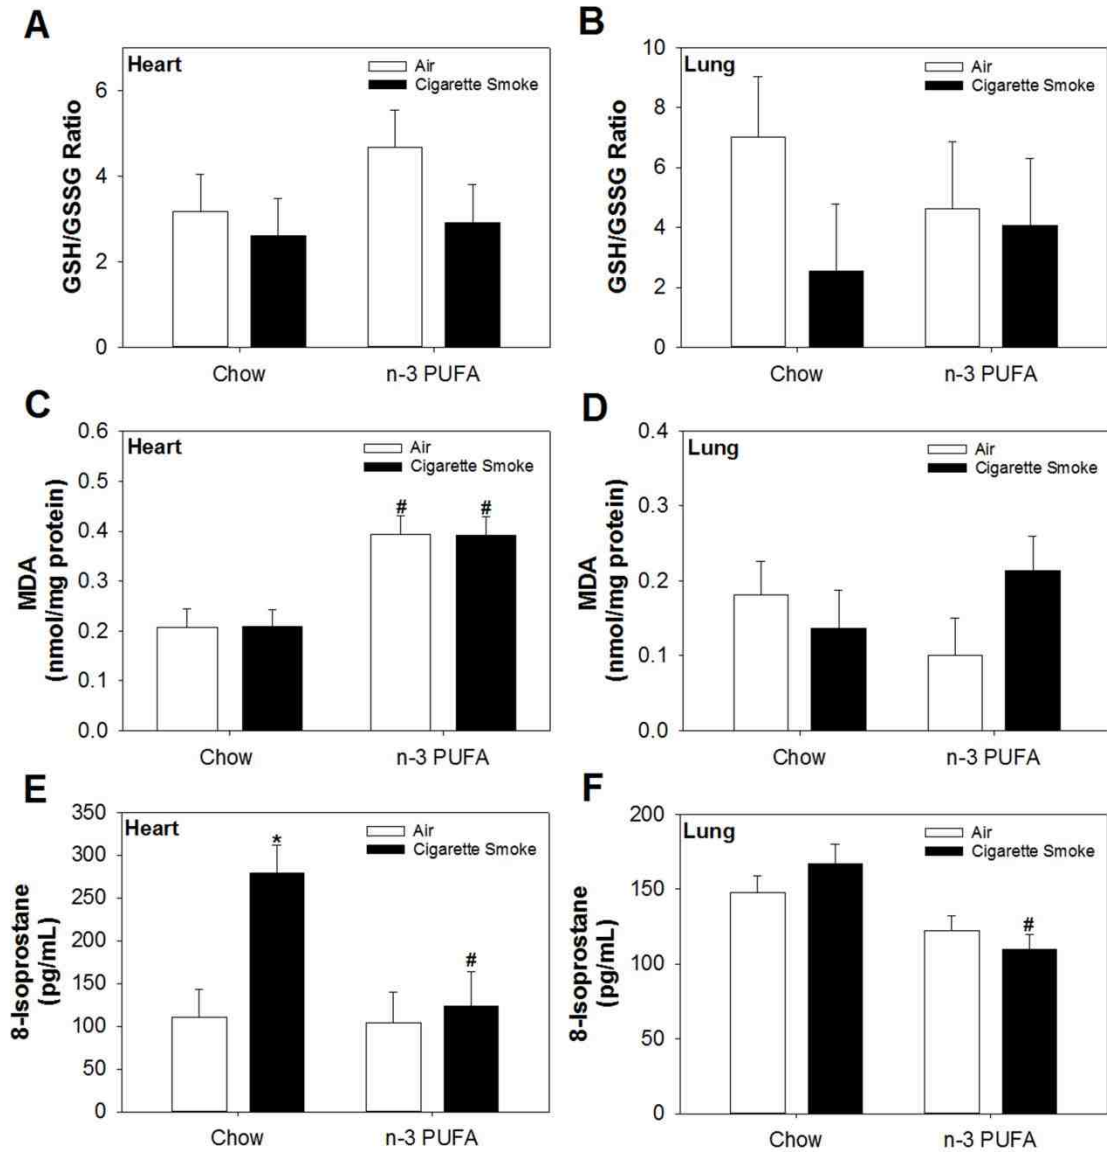 A
Heart
Air
Cigarette Smoke
GSH/GSSG Ratio
6
4
2
0
Chow
n-3 PUFA
B
Lung
Air
Cigarette Smoke
GSH/GSSG Ratio
10
8
6
4
2
0
Chow
n-3 PUFA
C
Heart
Air
Cigarette Smoke
MDA
(nmol/mg protein)
0.6
0.5
0.4
0.3
0.2
0.1
0.0
#
#
Chow
n-3 PUFA
D
Lung
Air
Cigarette Smoke
MDA
(nmol/mg protein)
0.4
0.3
0.2
0.1
0.0
Chow
n-3 PUFA
E
Heart
Air
Cigarette Smoke
8-Isoprostane
(pg/mL)
350
300
250
200
150
100
50
0
*
#
Chow
n-3 PUFA
F
Lung
Air
Cigarette Smoke
8-Isoprostane
(pg/mL)
200
150
100
50
0
#
Chow
n-3 PUFA